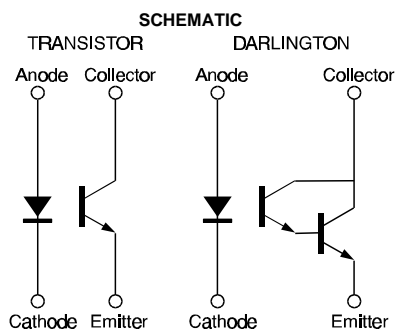 SCHEMATIC
TRANSISTOR DARLINGTON
Anode Collector Anode Collector
Cathode Emitter Cathode Emitter